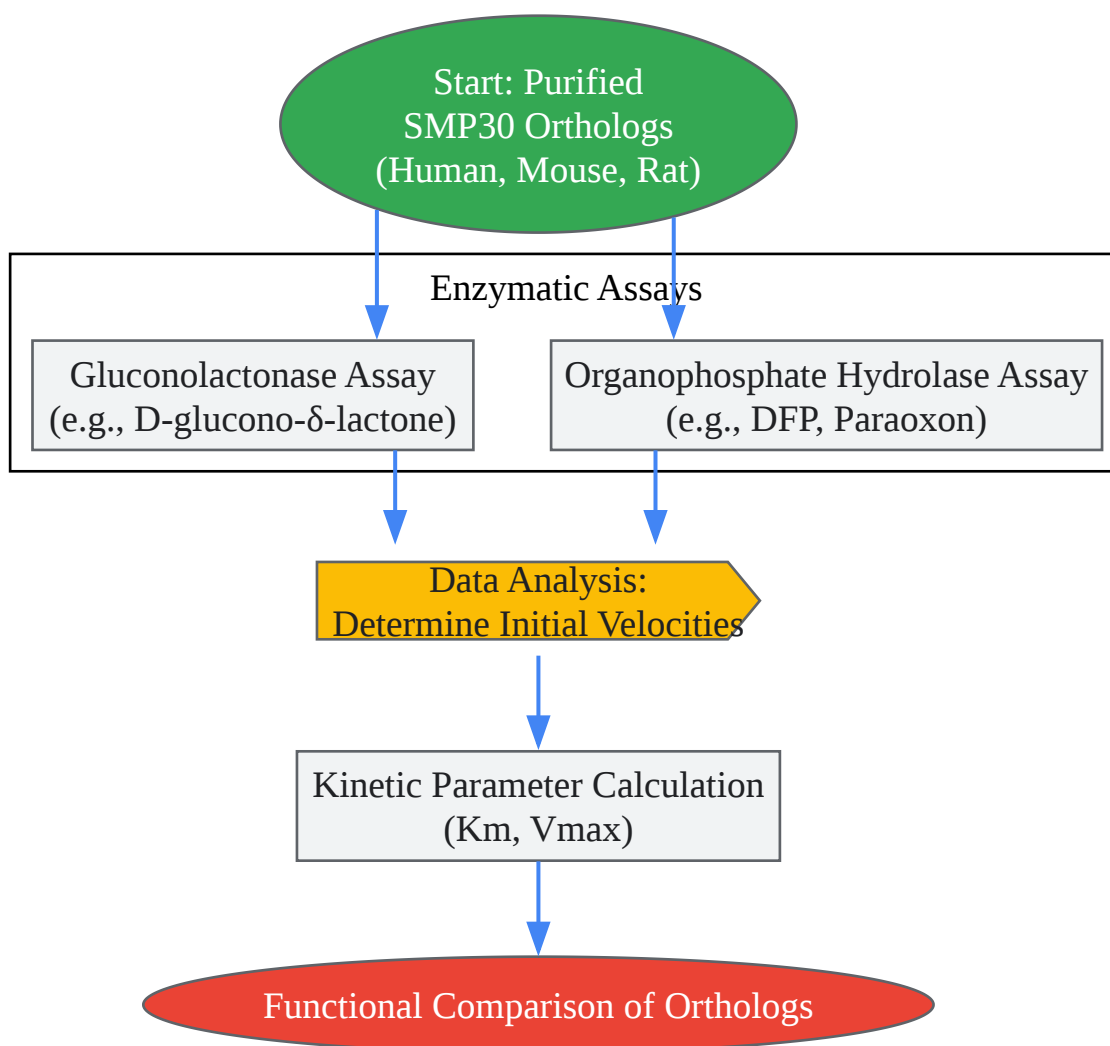 Start: Purified
SMP30 Orthologs
(Human, Mouse, Rat)
Enzymatic Assays
Gluconolactonase Assay
(e.g., D-glucono-δ-lactone)
Organophosphate Hydrolase Assay
(e.g., DFP, Paraoxon)
Data Analysis:
Determine Initial Velocities
Kinetic Parameter Calculation
(Km, Vmax)
Functional Comparison of Orthologs